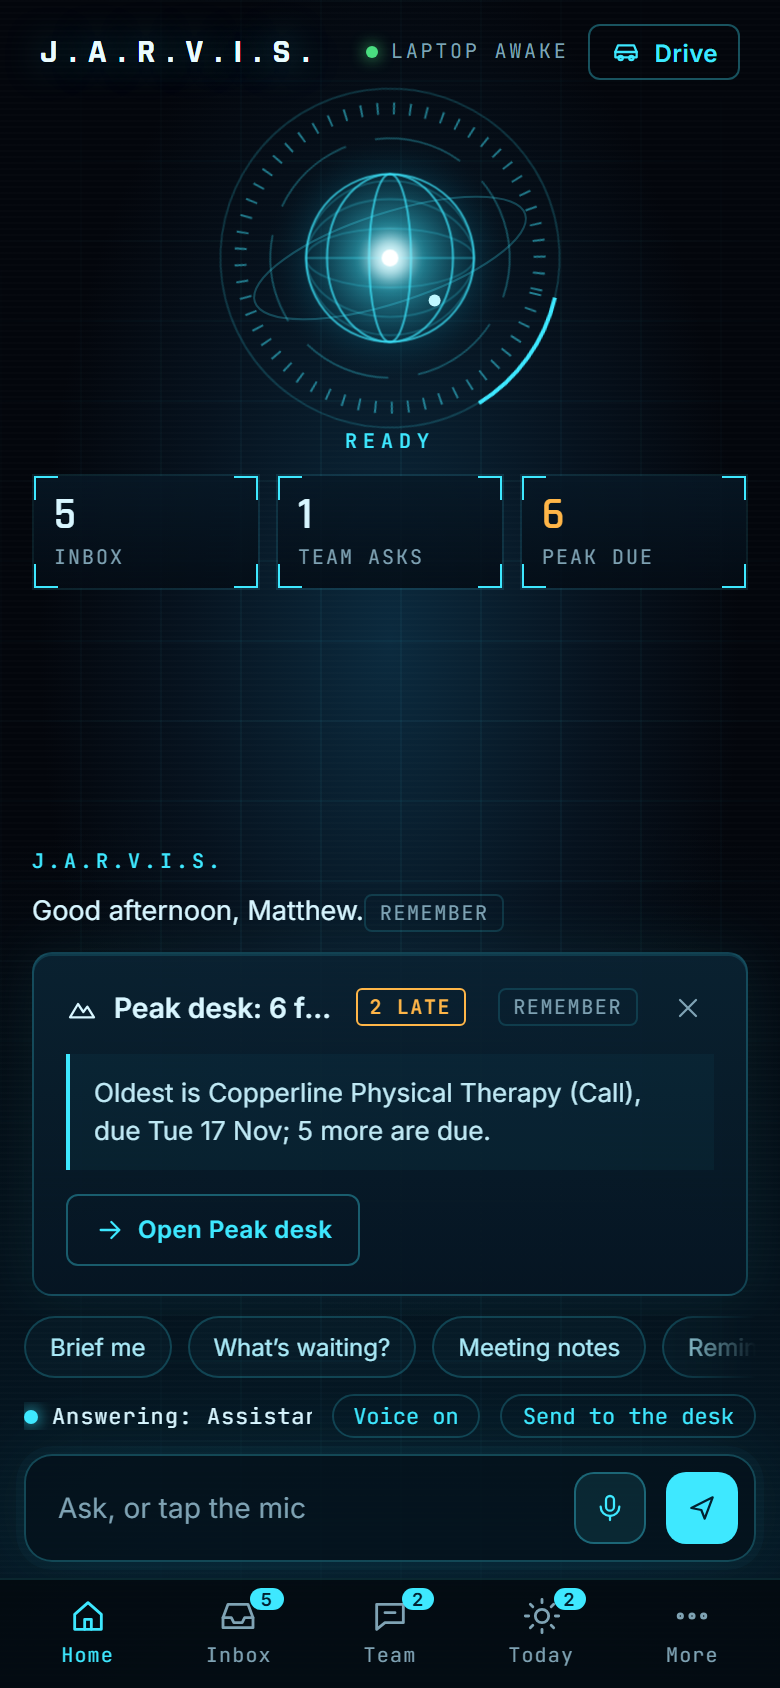 J.A.R.V.I.S.
LAPTOP AWAKE
Drive
READY
5
INBOX
1
TEAM ASKS
6
PEAK DUE
J.A.R.V.I.S.
Good afternoon, Matthew. REMEMBER
Peak desk: 6 f... 2 LATE REMEMBER
Oldest is Copperline Physical Therapy (Call),
due Tue 17 Nov; 5 more are due.
Open Peak desk
Brief me What's waiting? Meeting notes
Answering: Voice on Send to the desk
Ask, or tap the mic
5 2 2
Home Inbox Team Today More